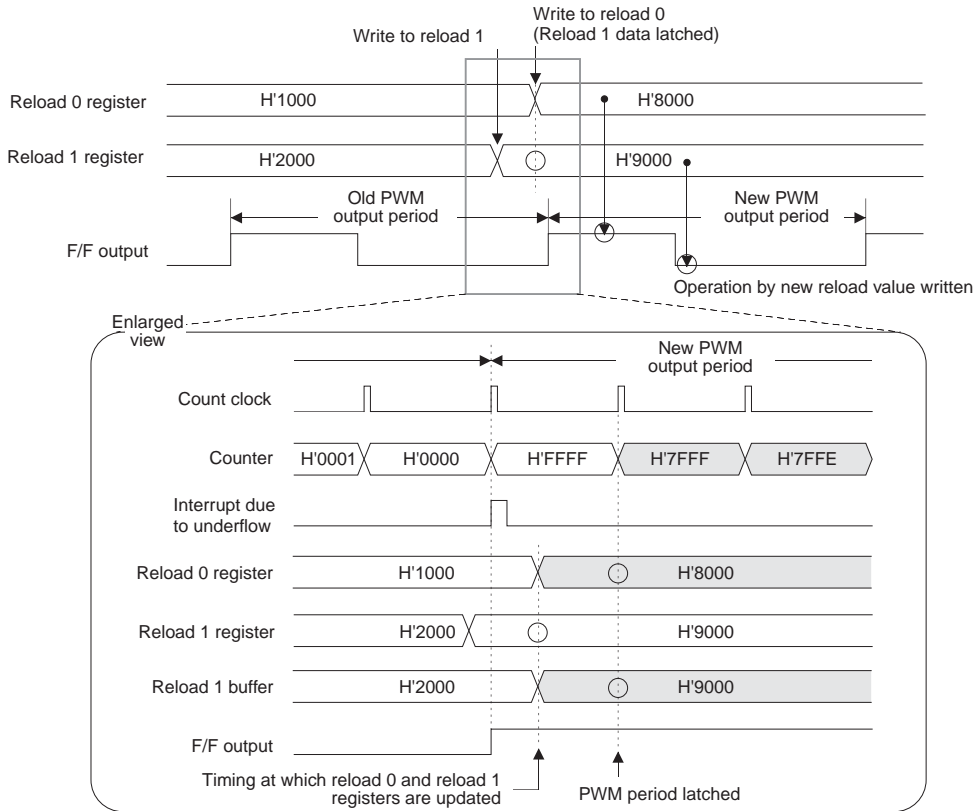 Write to reload 0
(Reload 1 data latched)
Write to reload 1
Reload 0 register
H'1000
H'8000
Reload 1 register
H'2000
H'9000
Old PWM
output period
New PWM
output period
F/F output
Operation by new reload value written
Enlarged
view
New PWM
output period
Count clock
Counter
H'0001
H'0000
H'FFFF
H'7FFF
H'7FFE
Interrupt due
to underflow
Reload 0 register
H'1000
H'8000
Reload 1 register
H'2000
H'9000
Reload 1 buffer
H'2000
H'9000
F/F output
Timing at which reload 0 and reload 1
registers are updated
PWM period latched